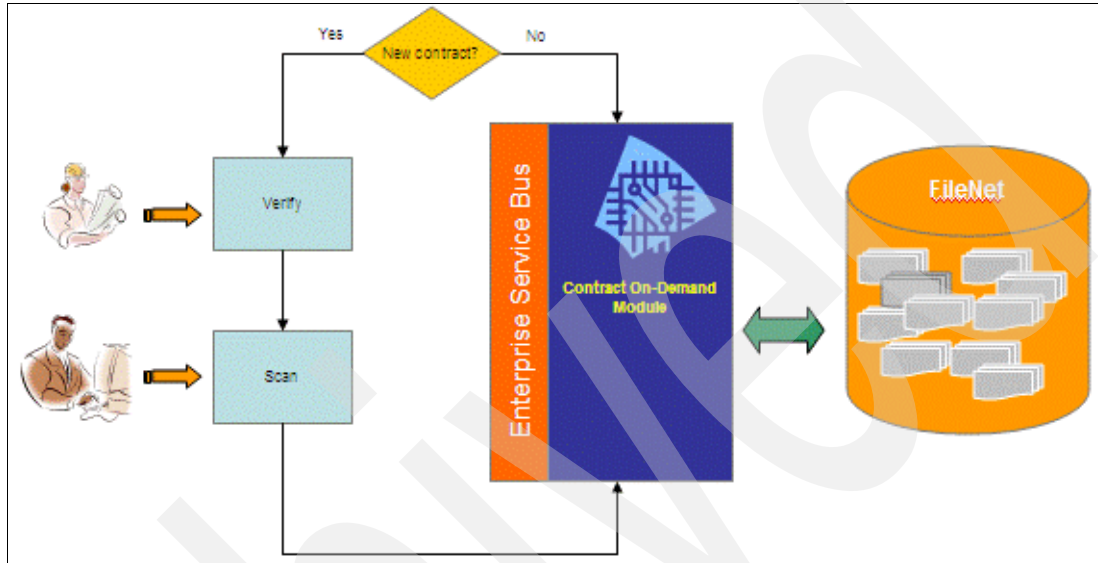 New contract?
Yes
No
Verify
Scan
Enterprise Service Bus
Contract On-Demand
Module
FileNet